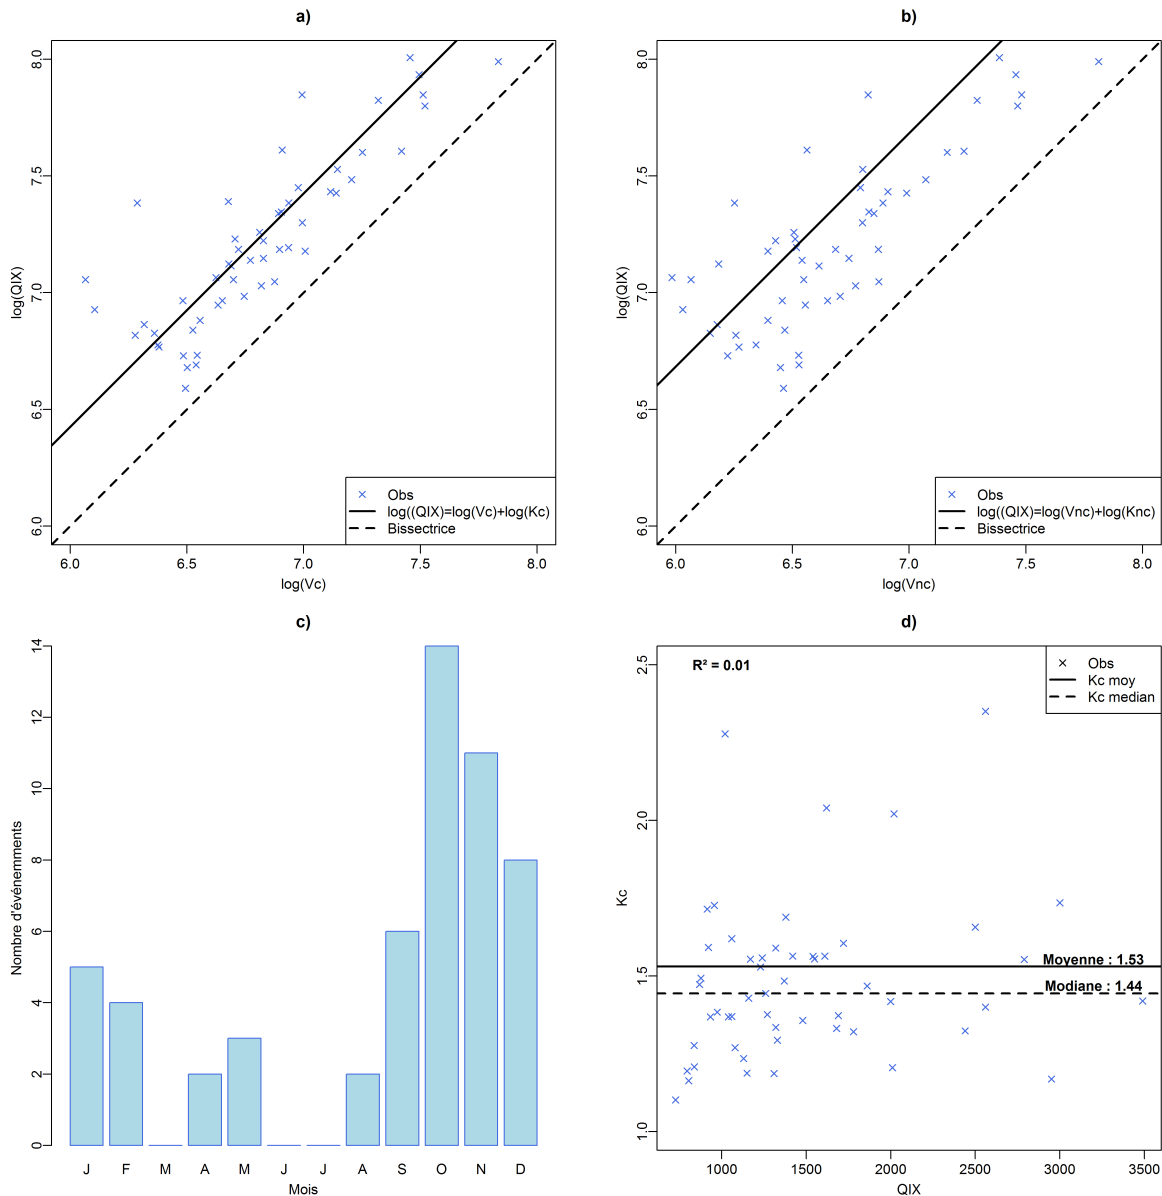 a)
log(QIX)
8.0
7.5
7.0
6.5
6.0
Obs
log((QIX)=log(Vc)+log(Kc)
Bissectrice
6.0 6.5 7.0 7.5 8.0
log(Vc)
b)
log(QIX)
8.0
7.5
7.0
6.5
6.0
Obs
log((QIX)=log(Vnc)+log(Knc)
Bissectrice
6.0 6.5 7.0 7.5 8.0
log(Vnc)
c)
Nombre d'événemments
14
12
10
8
6
4
2
0
J F M A M J J A S O N D
Mois
d)
Kc
2.5
2.0
1.5
1.0
R² = 0.01
Obs
Kc moy
Kc median
Moyenne : 1.53
Modiane : 1.44
1000 1500 2000 2500 3000 3500
QIX